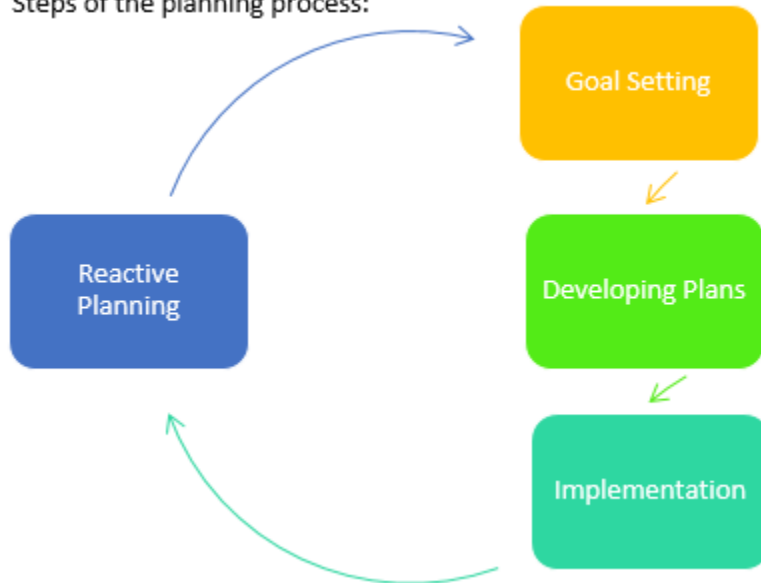 Steps of the planning process:
Goal Setting
Reactive
Planning
Developing Plans
Implementation